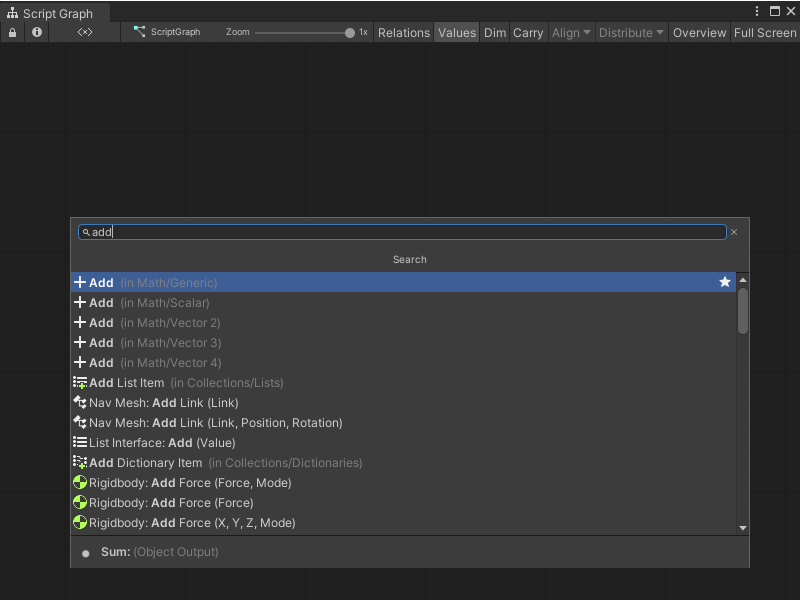 Script Graph
ScriptGraph Zoom 1x Relations Values Dim Carry Align Distribute Overview Full Screen
add
Search
Add (in Math/Generic)
Add (in Math/Scalar)
Add (in Math/Vector 2)
Add (in Math/Vector 3)
Add (in Math/Vector 4)
Add List Item (in Collections/Lists)
Nav Mesh: Add Link (Link)
Nav Mesh: Add Link (Link, Position, Rotation)
List Interface: Add (Value)
Add Dictionary Item (in Collections/Dictionaries)
Rigidbody: Add Force (Force, Mode)
Rigidbody: Add Force (Force)
Rigidbody: Add Force (X, Y, Z, Mode)
Sum: (Object Output)